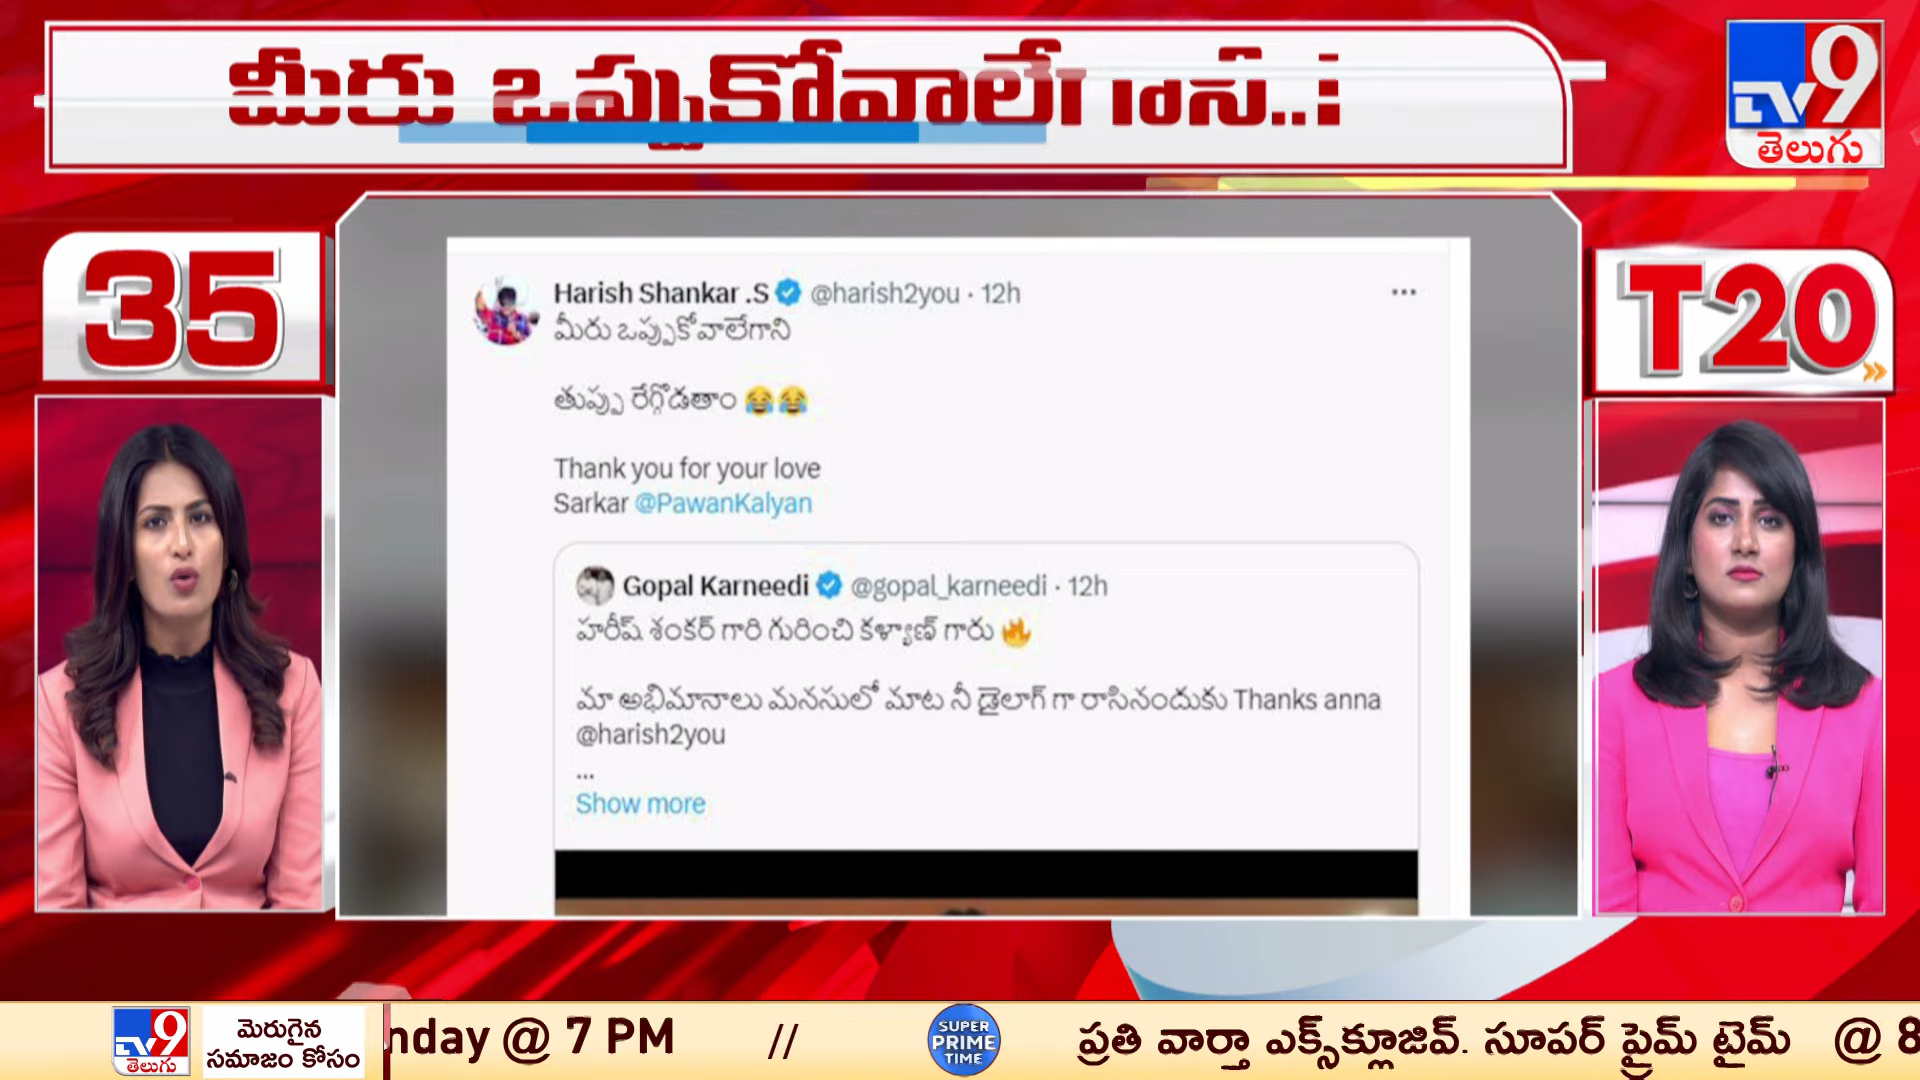 మీరు ఒప్పుకోవాలే
TV9
తెలుగు
35
T20
Harish Shankar .S @harish2you · 12h
మీరు ఒప్పుకోవాలేగాని
తుప్పు రేగ్గొడతాం 😂😂
Thank you for your love
Sarkar @PawanKalyan
Gopal Karneedi @gopal_karneedi · 12h
హరీష్ శంకర్ గారి గురించి కళ్యాణ్ గారు 🔥
మా అభిమానాలు మనసులో మాట నీ డైలాగ్ గా రాసినందుకు Thanks anna
@harish2you
...
Show more
TV9
తెలుగు
మెరుగైన
సమాజం కోసం
nday @ 7 PM // SUPER PRIME TIME ప్రతి వార్తా ఎక్స్‌క్లూజివ్. సూపర్ ప్రైమ్ టైమ్ @ 8